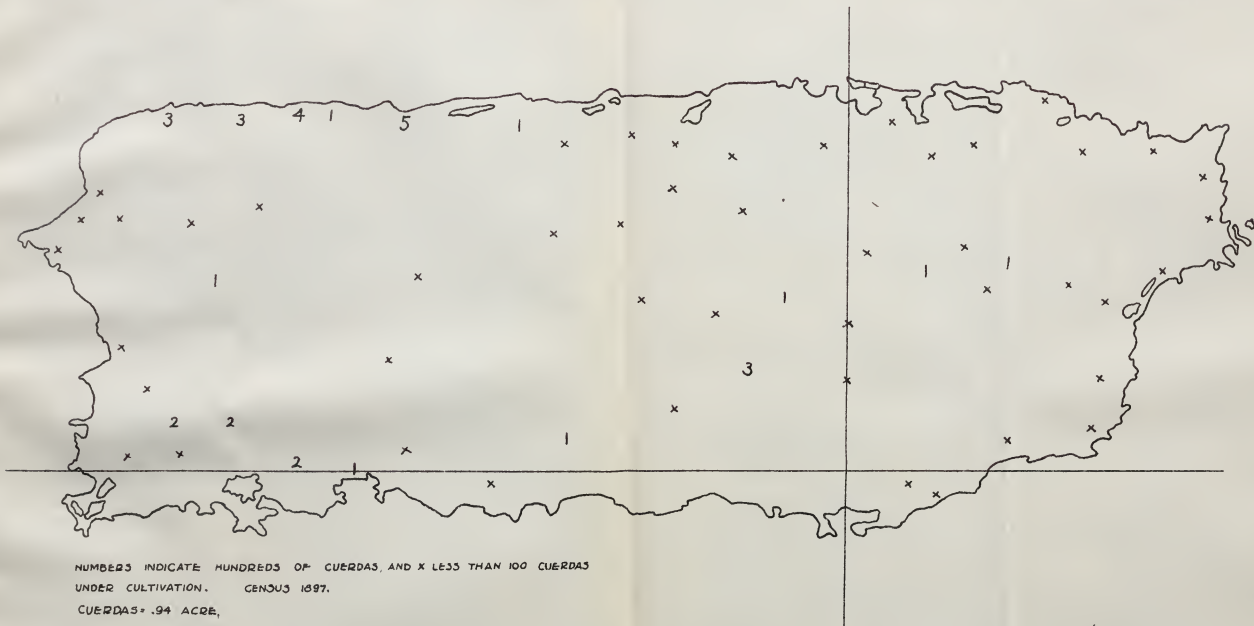 3 3 4 1 5 1
x x x x x x x x x x x x
x x x x x x x x x x
x x x x x x
1 x x 1 1 x x x x
x x x x
x x 3 x x
2 2 x 1 x x
x x 2 1 x x x x
NUMBERS INDICATE HUNDREDS OF CUERDAS, AND X LESS THAN 100 CUERDAS
UNDER CULTIVATION. CENSUS 1897.
CUERDAS = .94 ACRE,